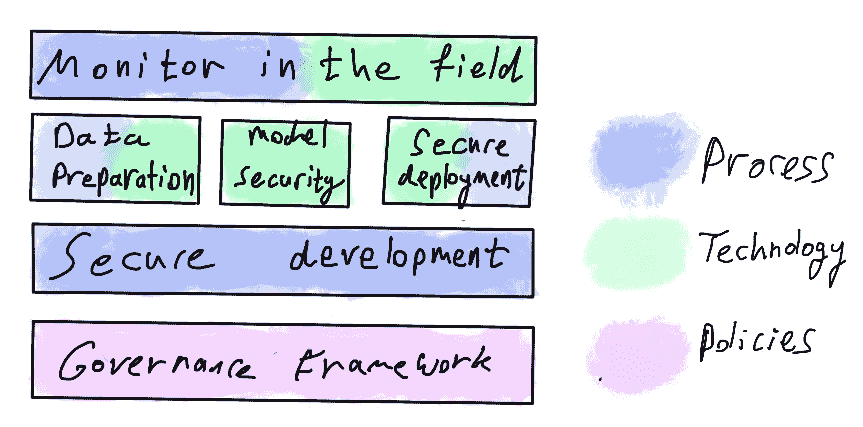 Monitor in the field
Data
Preparation
model
security
Secure
deployment
Secure development
Governance Framework
Process
Technology
Policies